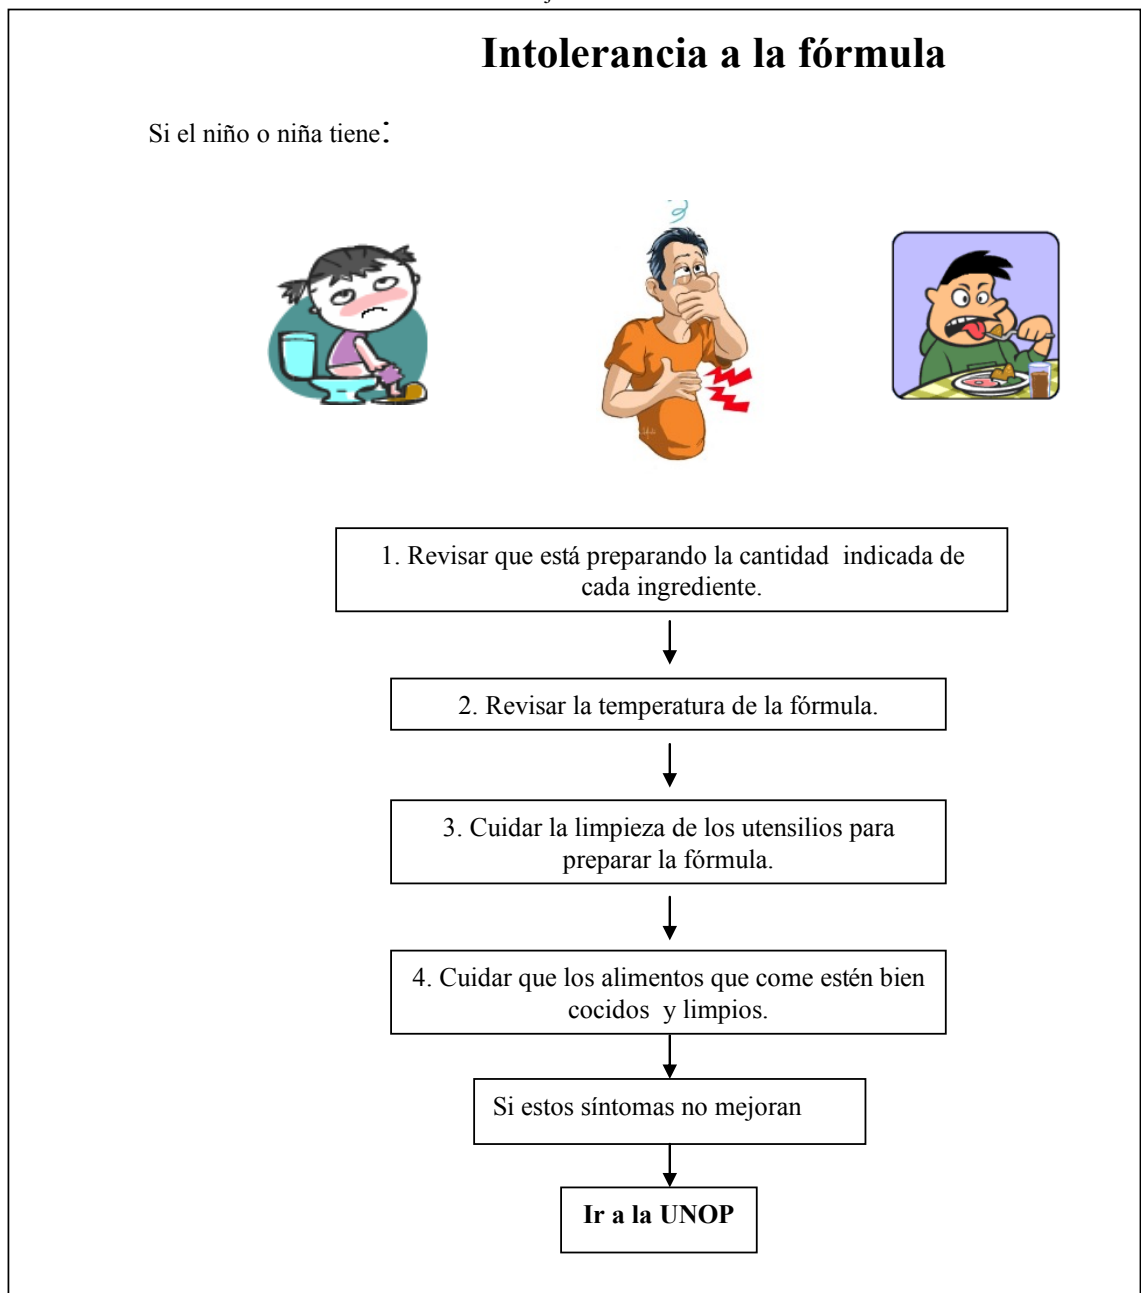 Intolerancia a la fórmula
Si el niño o niña tiene:
1. Revisar que está preparando la cantidad  indicada de
cada ingrediente.
2. Revisar la temperatura de la fórmula.
3. Cuidar la limpieza de los utensilios para
preparar la fórmula.
4. Cuidar que los alimentos que come estén bien
cocidos  y limpios.
Si estos síntomas no mejoran
Ir a la UNOP